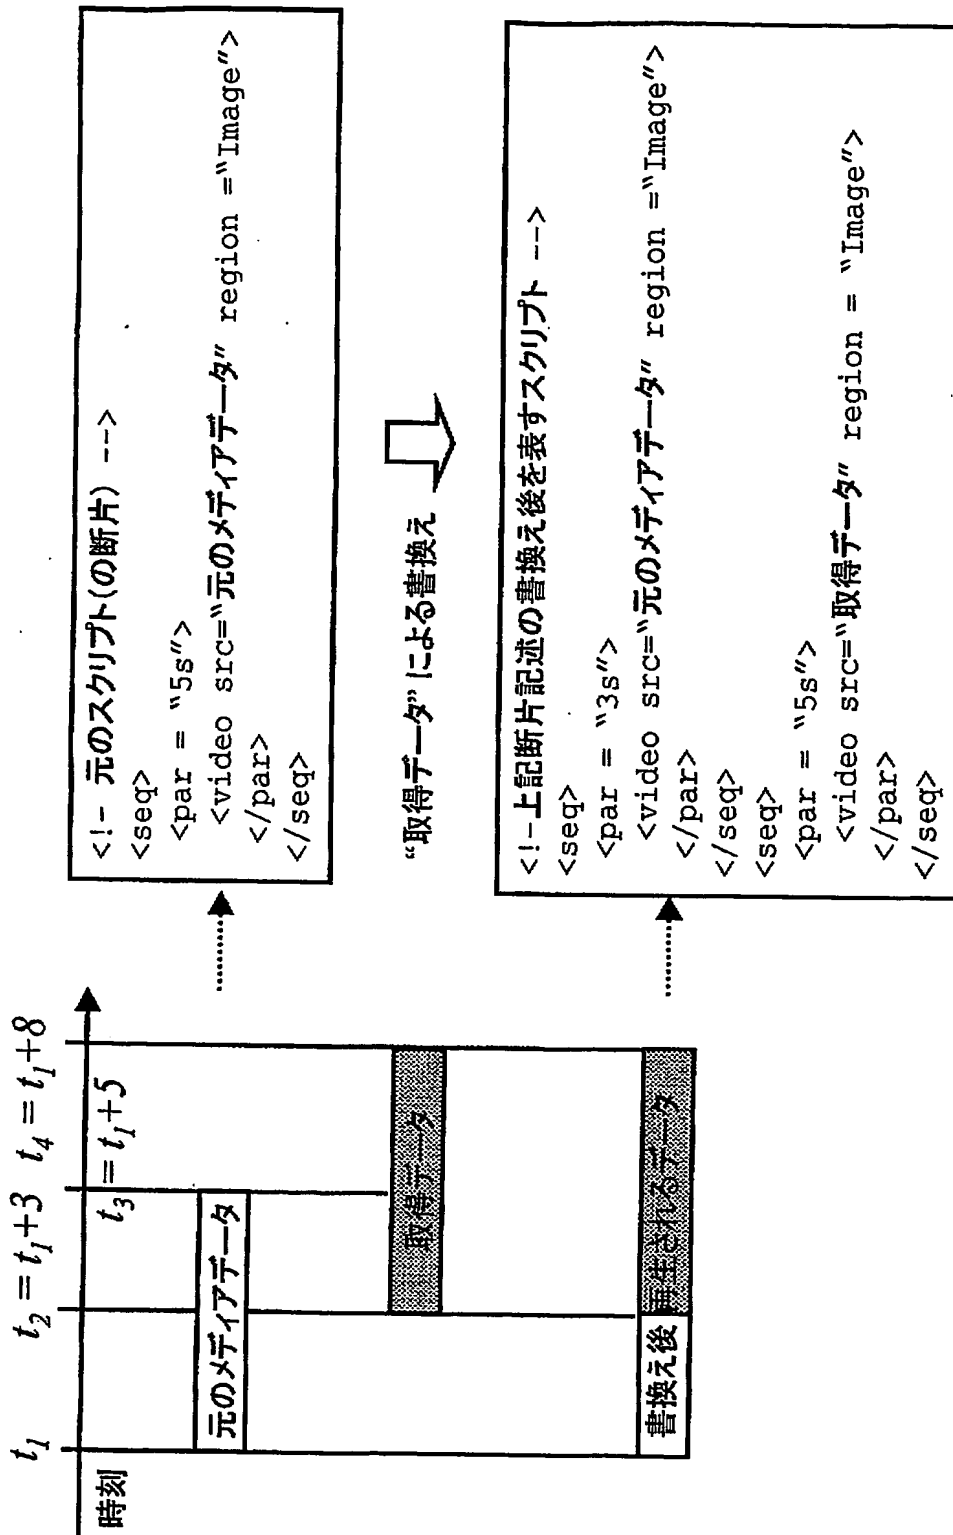 時刻
t₁
t₂ = t₁+3
t₃ = t₁+5
t₄ = t₁+8
元のメディアデータ
取得データ
書換え後 再生されるデータ
<!- 元のスクリプト(の断片) -->
<seq>
<par = "5s">
<video src="元のメディアデータ" region ="Image">
</par>
</seq>
“取得データ”による書換え
<!-上記断片記述の書換え後を表すスクリプト -->
<seq>
<par = "3s">
<video src="元のメディアデータ" region ="Image">
</par>
</seq>
<seq>
<par = "5s">
<video src="取得データ" region = "Image">
</par>
</seq>